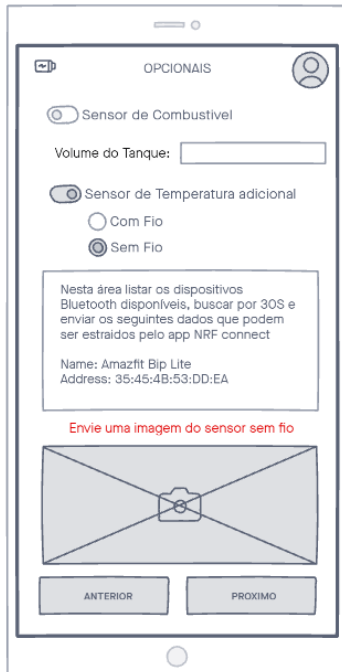 OPCIONAIS
Sensor de Combustivel
Volume do Tanque:
Sensor de Temperatura adicional
Com Fio
Sem Fio
Nesta área listar os dispositivos
Bluetooth disponíveis, buscar por 30S e
enviar os seguintes dados que podem
ser estraidos pelo app NRF connect
Name: Amazfit Bip Lite
Address: 35:45:4B:53:DD:EA
Envie uma imagem do sensor sem fio
ANTERIOR
PROXIMO